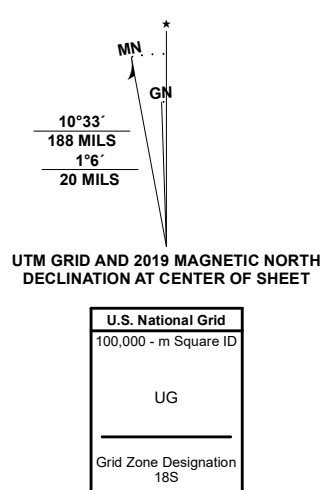 ★
MN
GN
10°33´
188 MILS
1°6´
20 MILS
UTM GRID AND 2019 MAGNETIC NORTH
DECLINATION AT CENTER OF SHEET
U.S. National Grid
100,000 - m Square ID
UG
Grid Zone Designation
18S